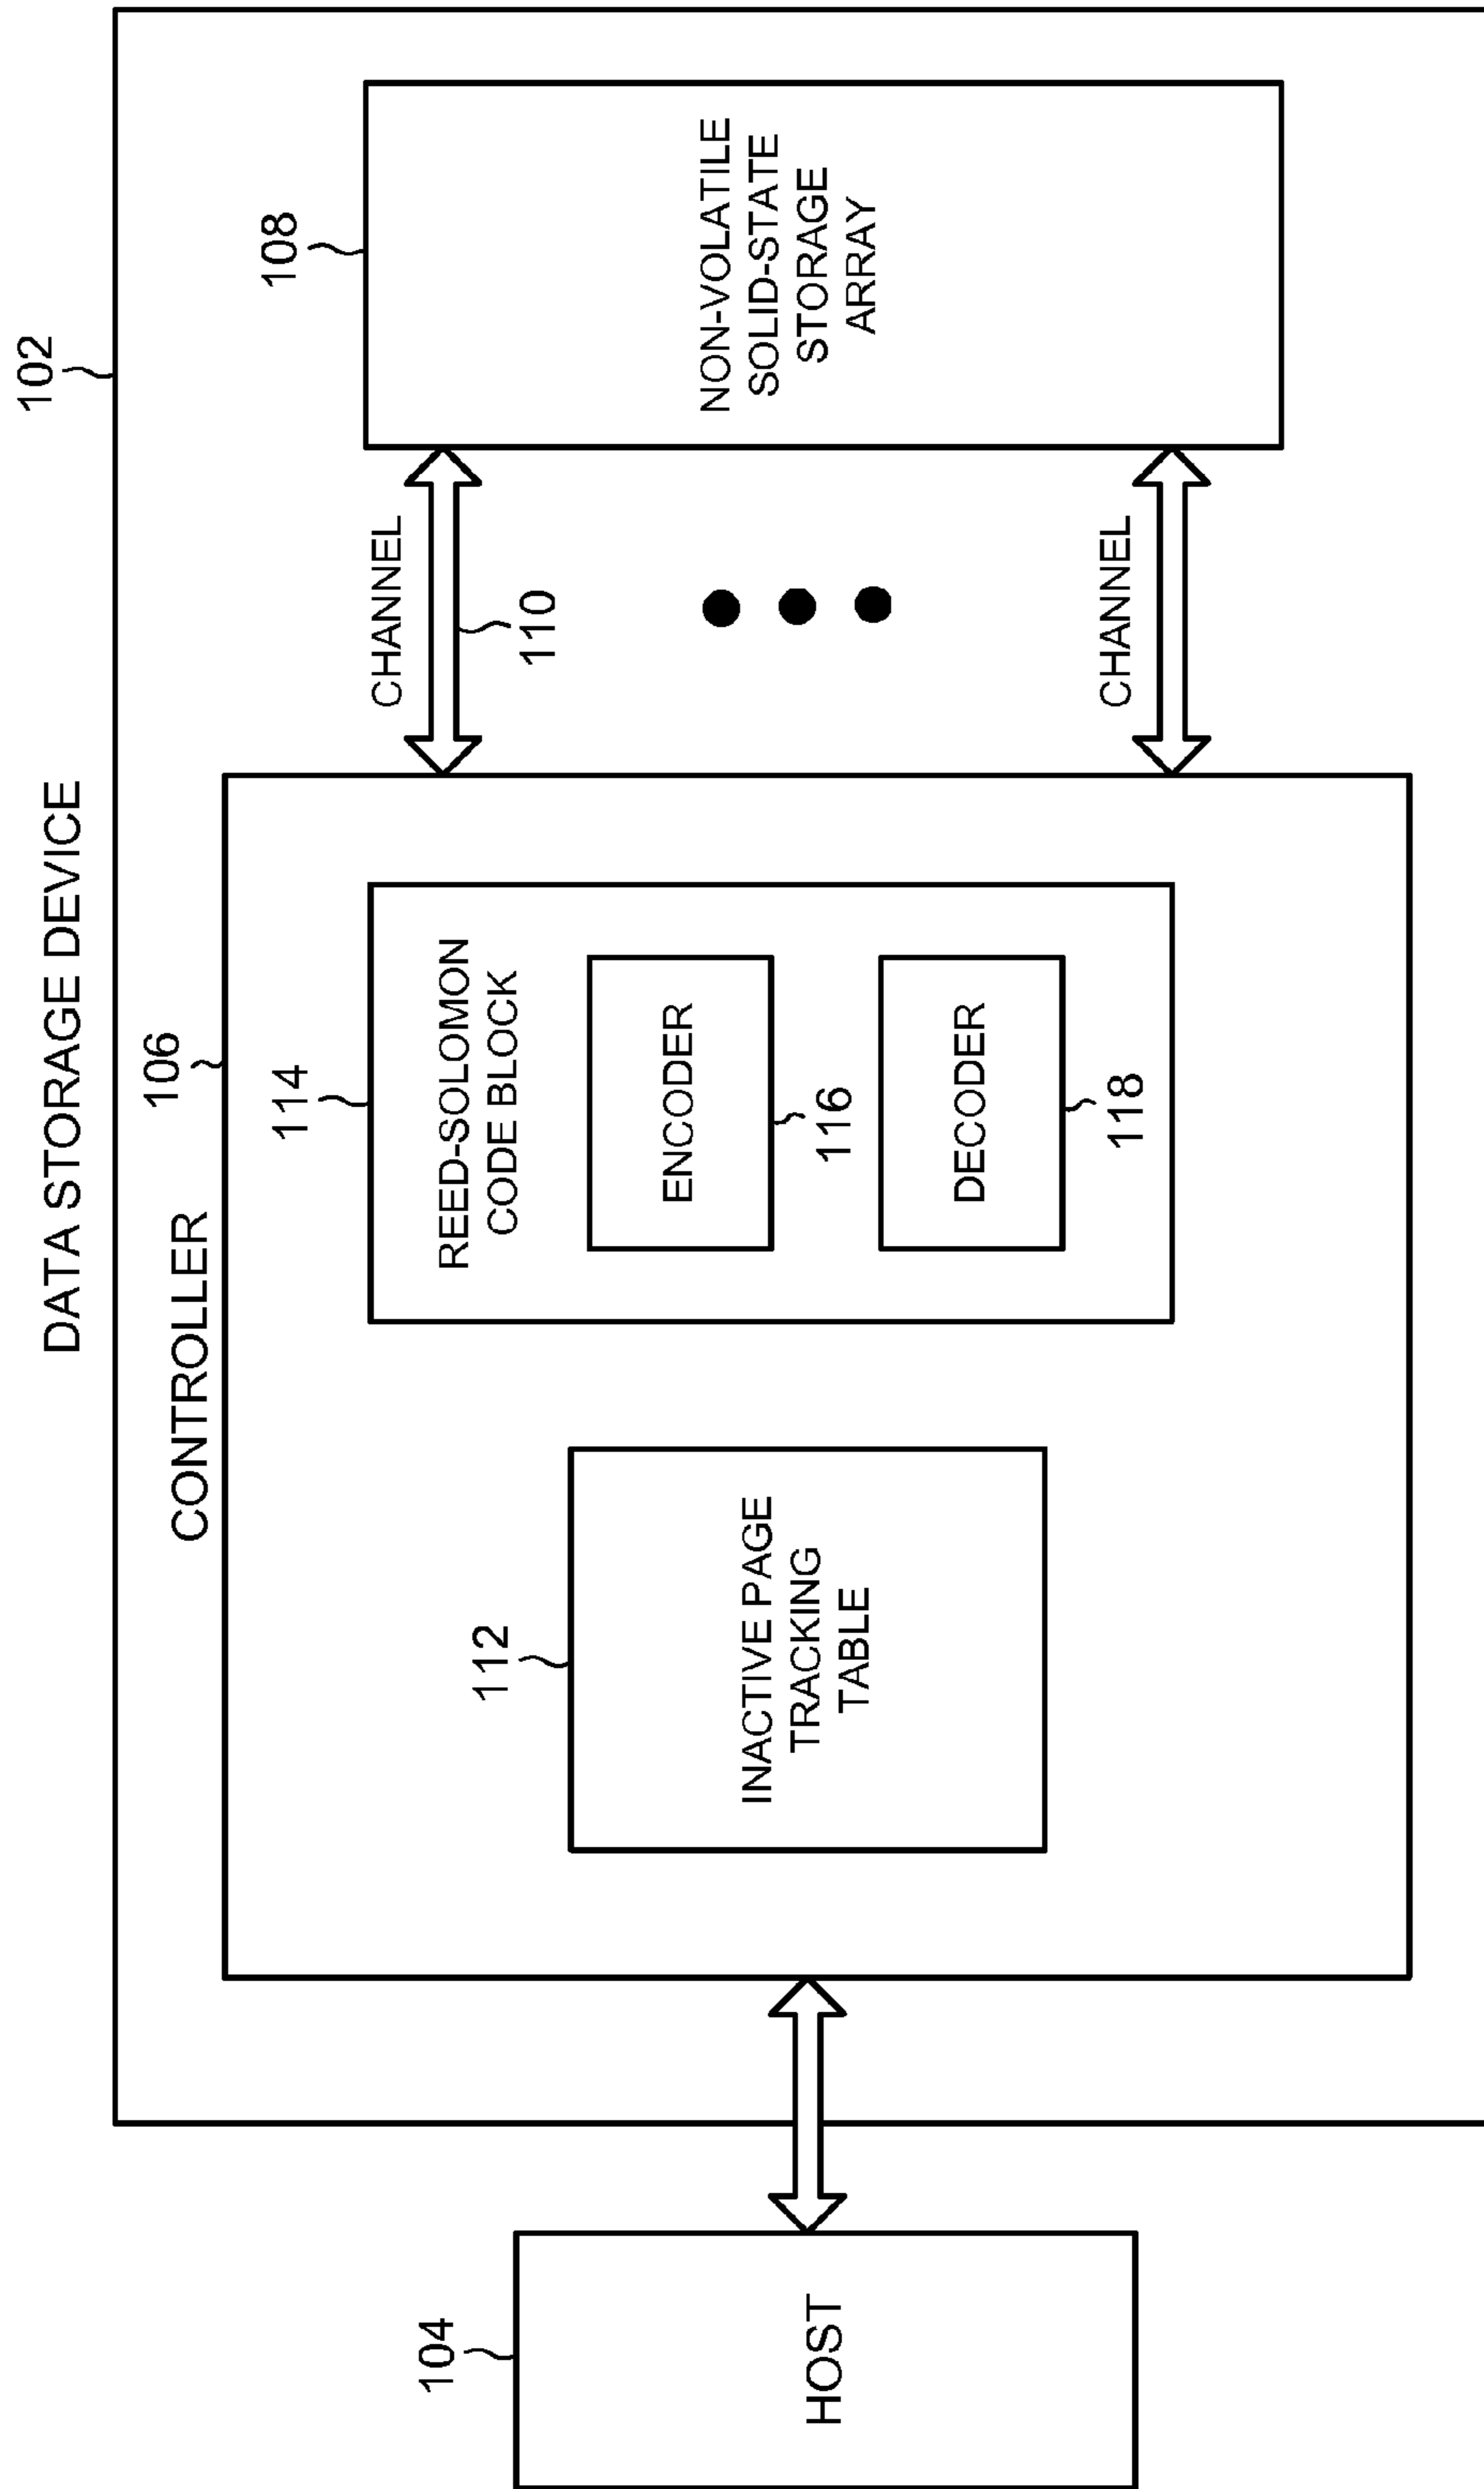 DATA STORAGE DEVICE
102
CONTROLLER
106
104
HOST
112
INACTIVE PAGE
TRACKING
TABLE
114
REED-SOLOMON
CODE BLOCK
ENCODER
116
DECODER
118
CHANNEL
110
CHANNEL
108
NON-VOLATILE
SOLID-STATE
STORAGE
ARRAY